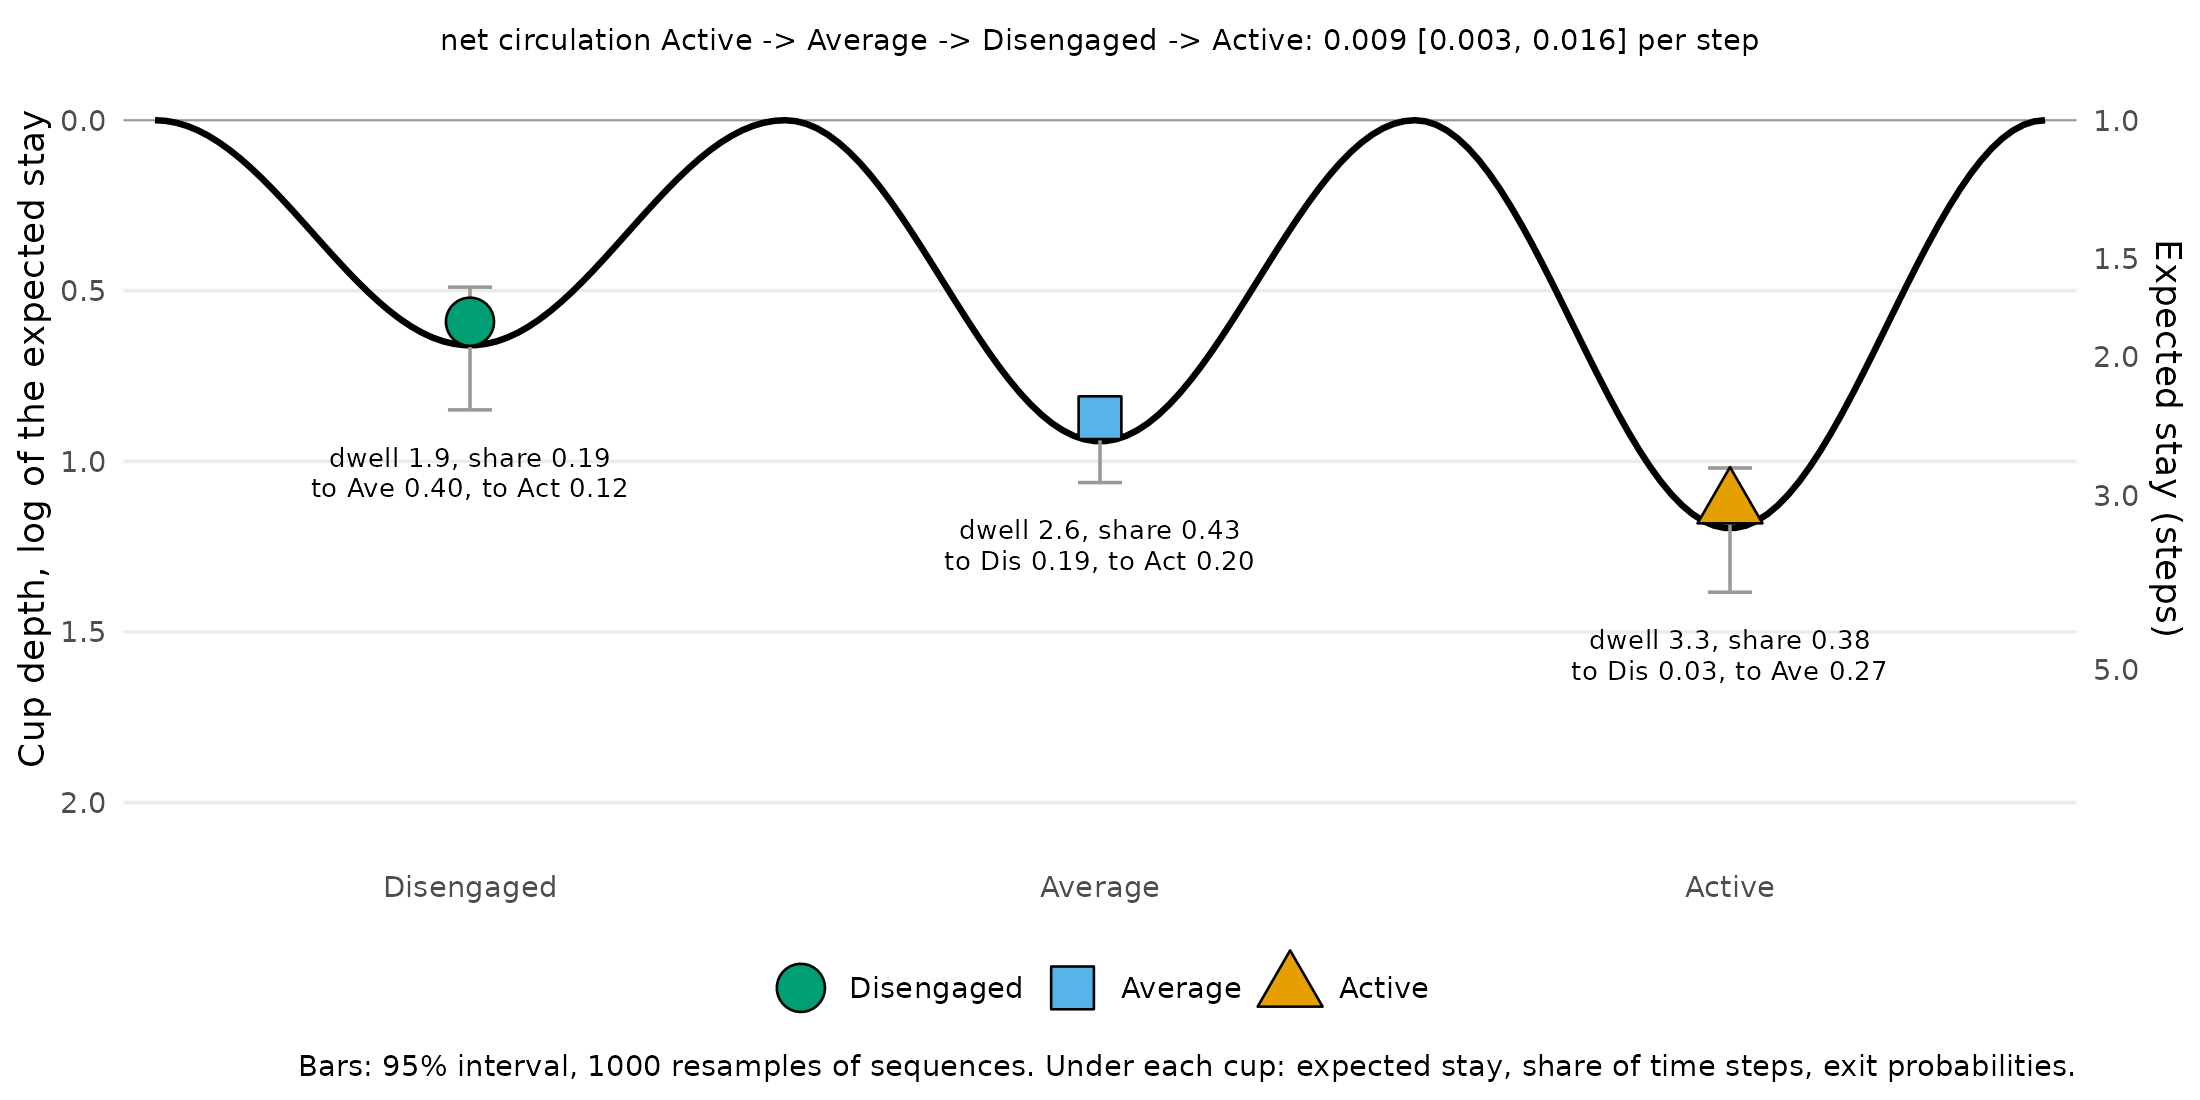 net circulation Active -> Average -> Disengaged -> Active: 0.009 [0.003, 0.016] per step
Cup depth, log of the expected stay
0.0
0.5
1.0
1.5
2.0
1.0
1.5
2.0
3.0
5.0
Expected stay (steps)
dwell 1.9, share 0.19
to Ave 0.40, to Act 0.12
dwell 2.6, share 0.43
to Dis 0.19, to Act 0.20
dwell 3.3, share 0.38
to Dis 0.03, to Ave 0.27
Disengaged
Average
Active
Disengaged
Average
Active
Bars: 95% interval, 1000 resamples of sequences. Under each cup: expected stay, share of time steps, exit probabilities.